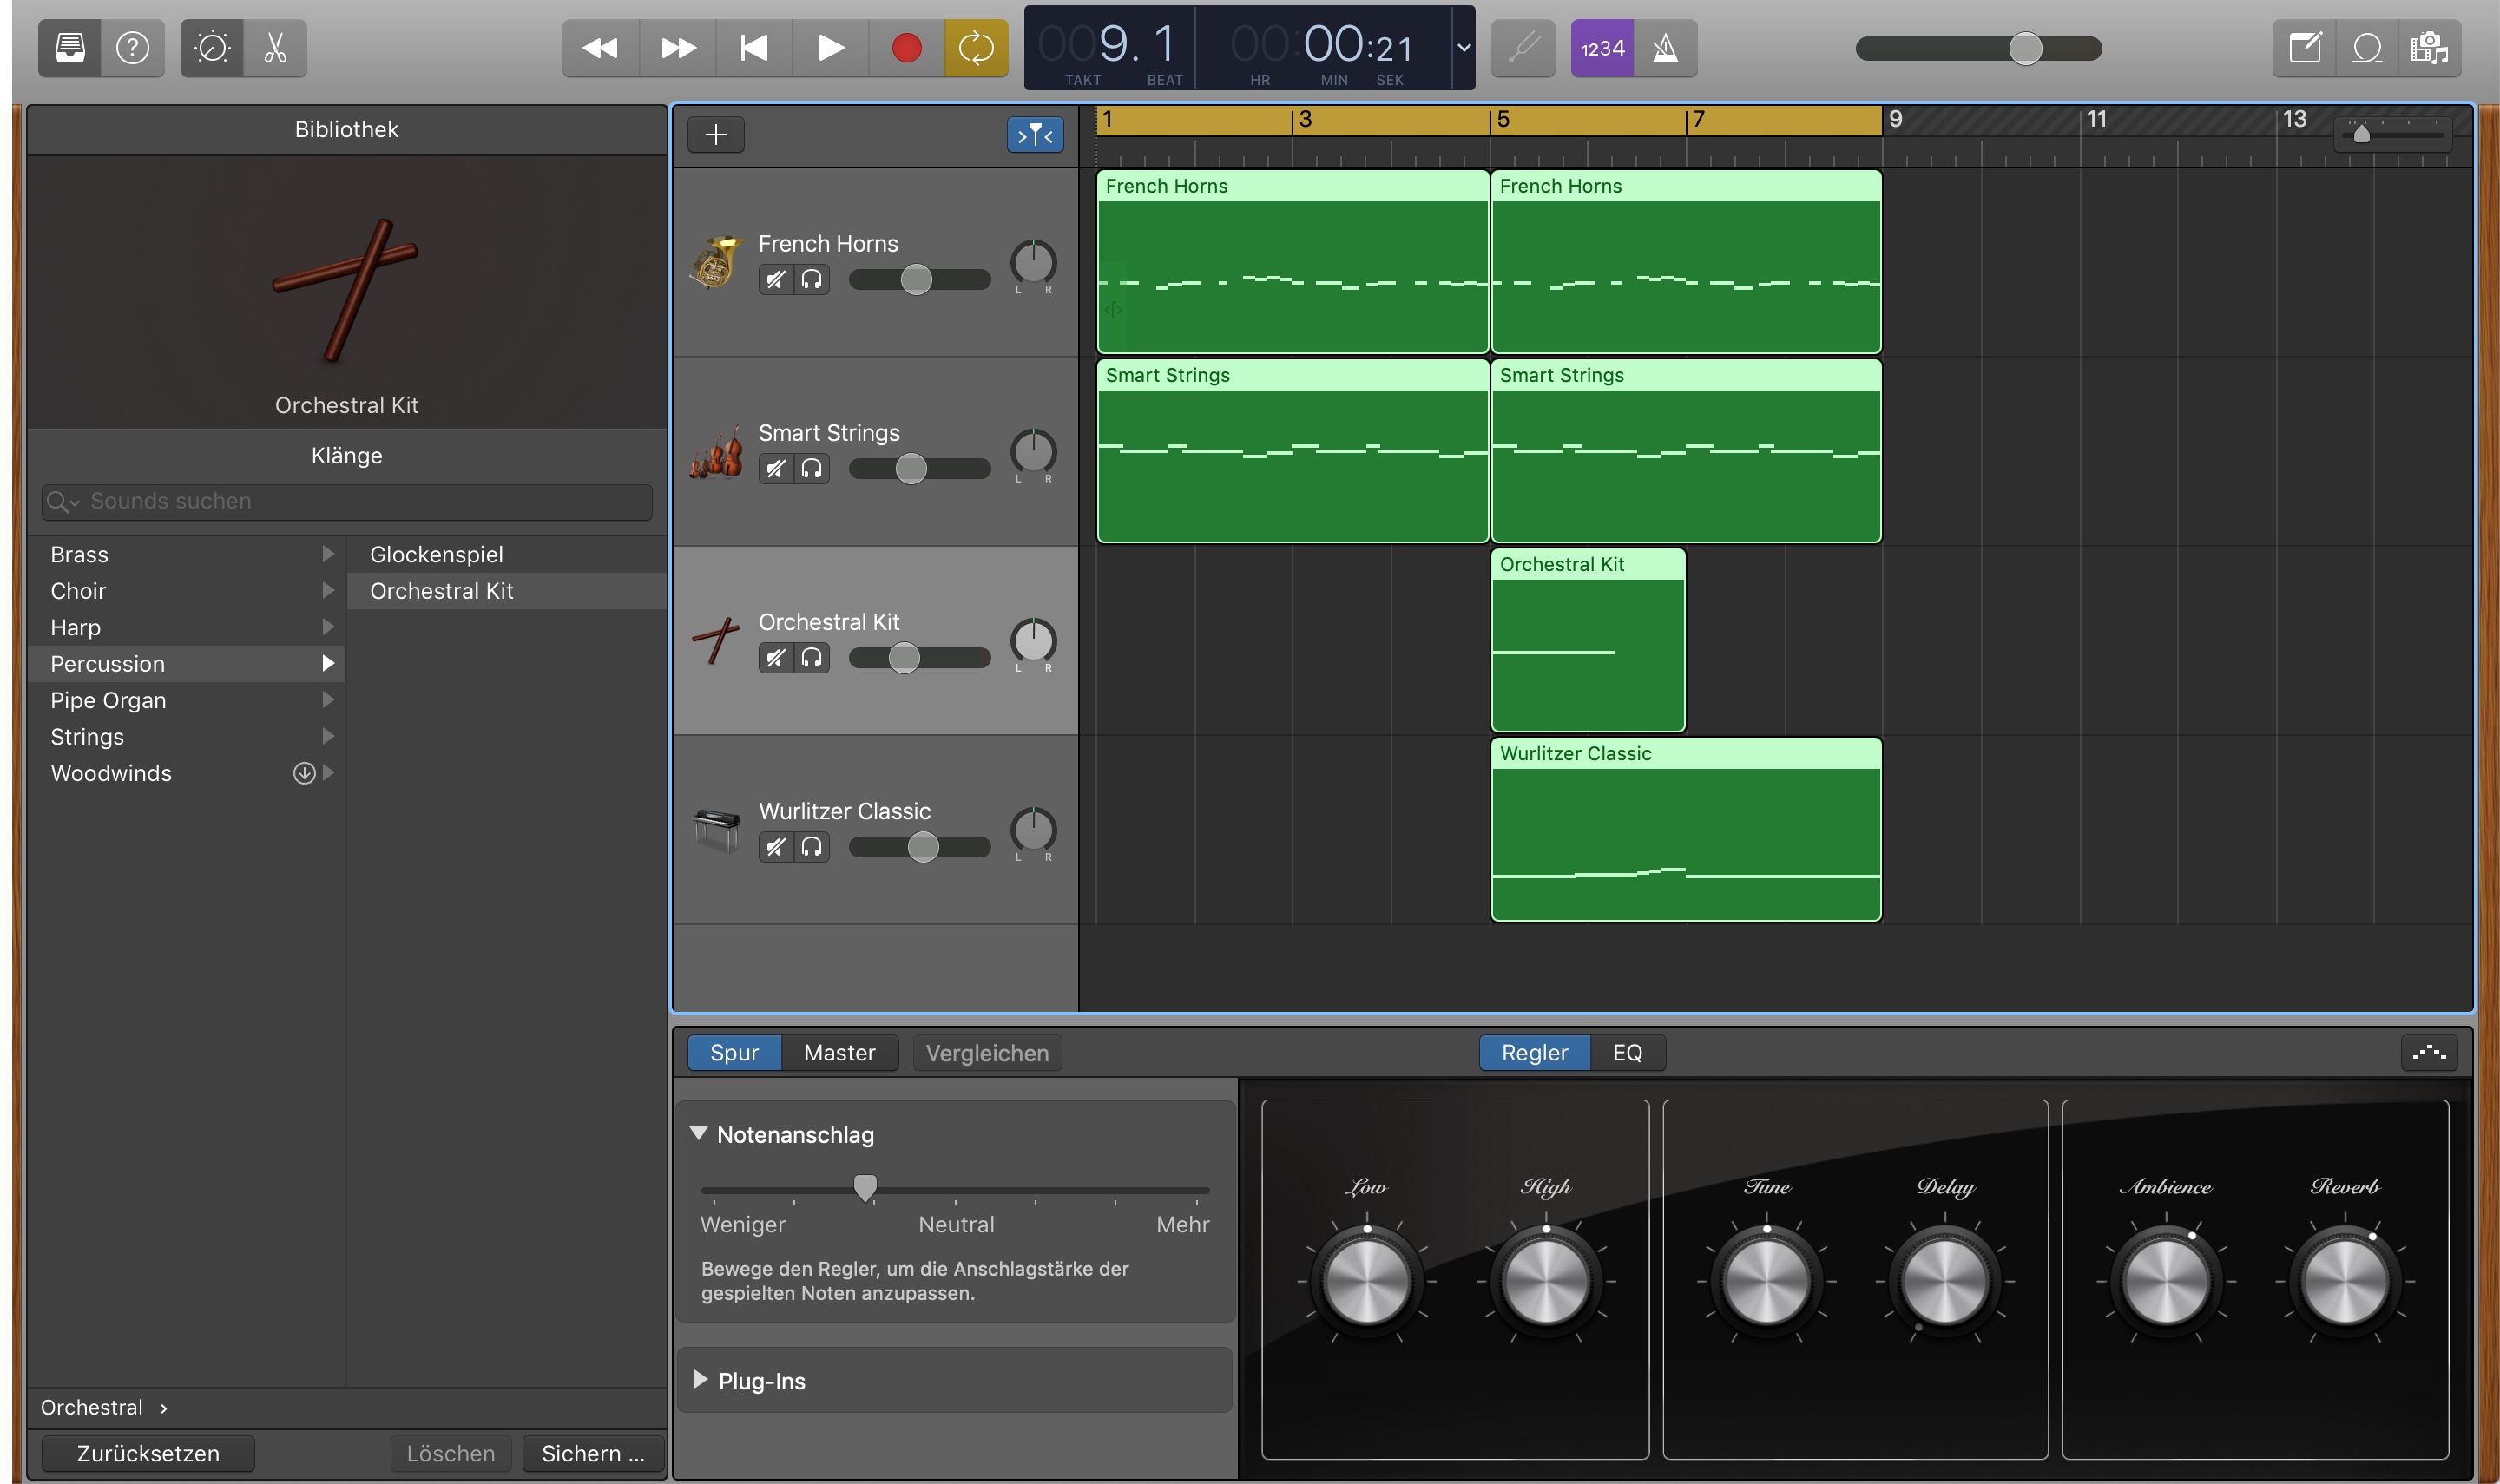 ?
009. 1
TAKT BEAT
00:00:21
HR MIN SEK
1234
Bibliothek
Orchestral Kit
Klänge
Sounds suchen
Brass
Choir
Harp
Percussion
Pipe Organ
Strings
Woodwinds
Glockenspiel
Orchestral Kit
Orchestral ›
Zurücksetzen
Löschen
Sichern ...
1 3 5 7 9 11 13
French Horns
L R
Smart Strings
L R
Orchestral Kit
L R
Wurlitzer Classic
L R
French Horns
French Horns
Smart Strings
Smart Strings
Orchestral Kit
Wurlitzer Classic
Spur Master Vergleichen
Regler EQ
Notenanschlag
Weniger Neutral Mehr
Bewege den Regler, um die Anschlagstärke der
gespielten Noten anzupassen.
Plug-Ins
Low High Tune Delay Ambience Reverb